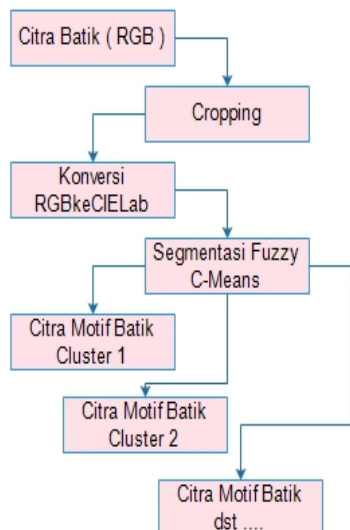 Citra Batik ( RGB )
Cropping
Konversi
RGBkeCIELab
Segmentasi Fuzzy
C-Means
Citra Motif Batik
Cluster 1
Citra Motif Batik
Cluster 2
Citra Motif Batik
dst ....